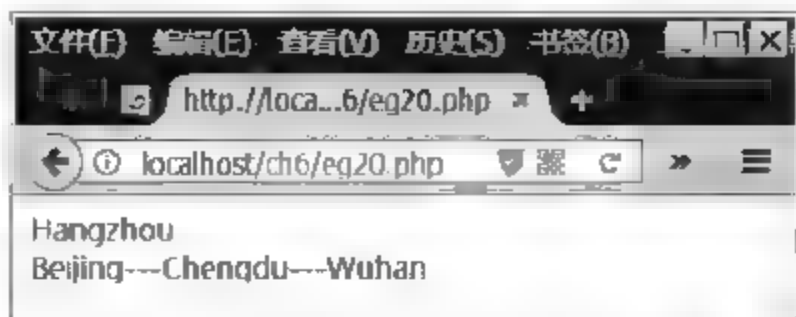 文件(F) 编辑(E) 查看(V) 历史(S) 书签(B)
http://loca...6/eg20.php
localhost/ch6/eg20.php
Hangzhou
Beijing---Chengdu---Wuhan